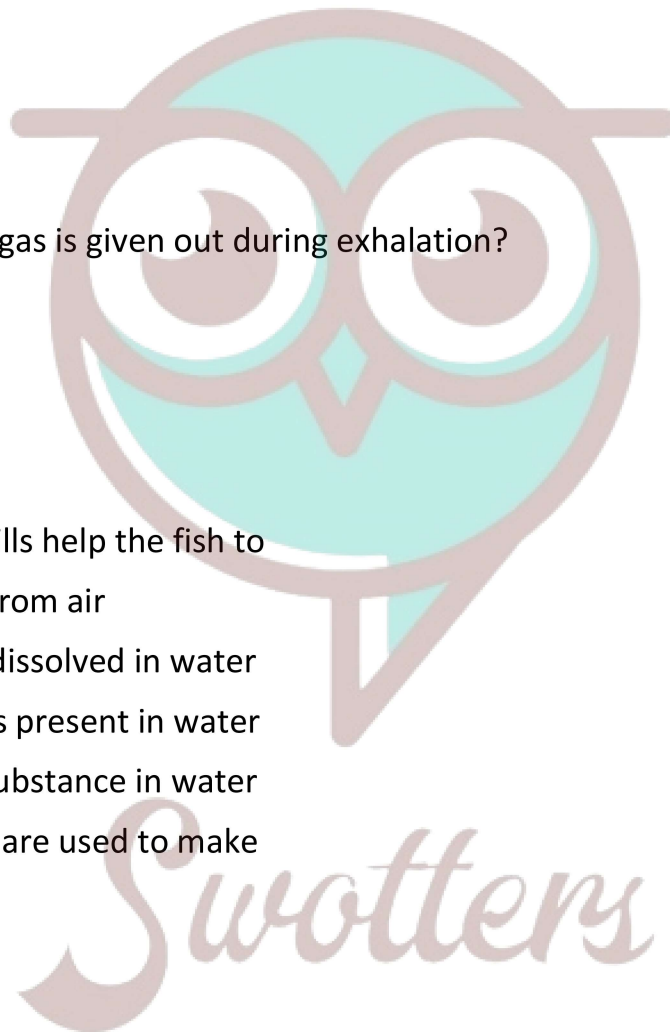 gas is given out during exhalation?
lls help the fish to
rom air
dissolved in water
s present in water
ubstance in water
are used to make
Swotters